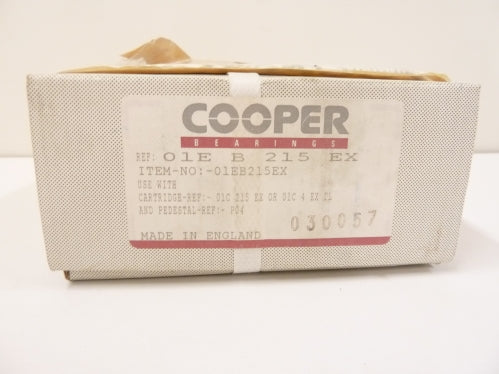 COOPER
BEARINGS
REF: 01E B 215 EX
ITEM-NO:-01EB215EX
USE WITH
CARTRIDGE-REF:- 01C 215 EX OR 01C 4 EX FL
AND PEDESTAL-REF:- P04
030057
MADE IN ENGLAND